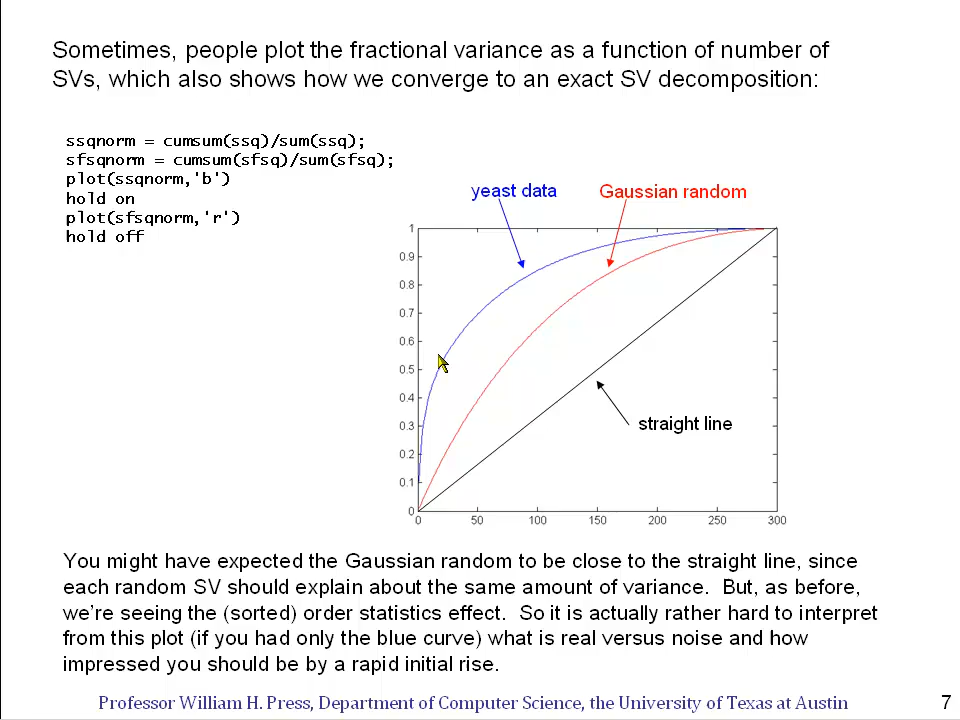 Sometimes, people plot the fractional variance as a function of number of
SVs, which also shows how we converge to an exact SV decomposition:
ssqnorm = cumsum(ssq)/sum(ssq);
sfsqnorm = cumsum(sfsq)/sum(sfsq);
plot(ssqnorm,'b')
hold on
plot(sfsqnorm,'r')
hold off
yeast data
Gaussian random
1
0.9
0.8
0.7
0.6
0.5
0.4
0.3
0.2
0.1
0
straight line
0 50 100 150 200 250 300
You might have expected the Gaussian random to be close to the straight line, since
each random SV should explain about the same amount of variance. But, as before,
we're seeing the (sorted) order statistics effect. So it is actually rather hard to interpret
from this plot (if you had only the blue curve) what is real versus noise and how
impressed you should be by a rapid initial rise.
Professor William H. Press, Department of Computer Science, the University of Texas at Austin
7